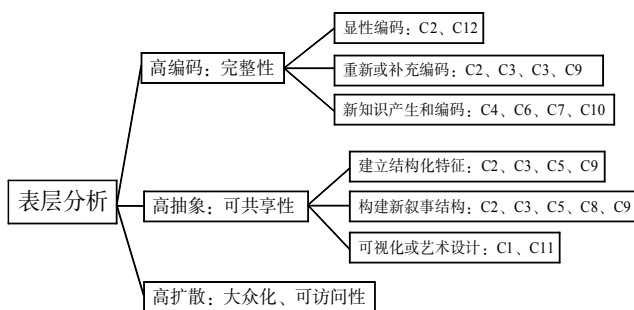 显性编码：C2、C12
高编码：完整性
重新或补充编码：C2、C3、C3、C9
新知识产生和编码：C4、C6、C7、C10
表层分析
建立结构化特征：C2、C3、C5、C9
高抽象：可共享性
构建新叙事结构：C2、C3、C5、C8、C9
可视化或艺术设计：C1、C11
高扩散：大众化、可访问性